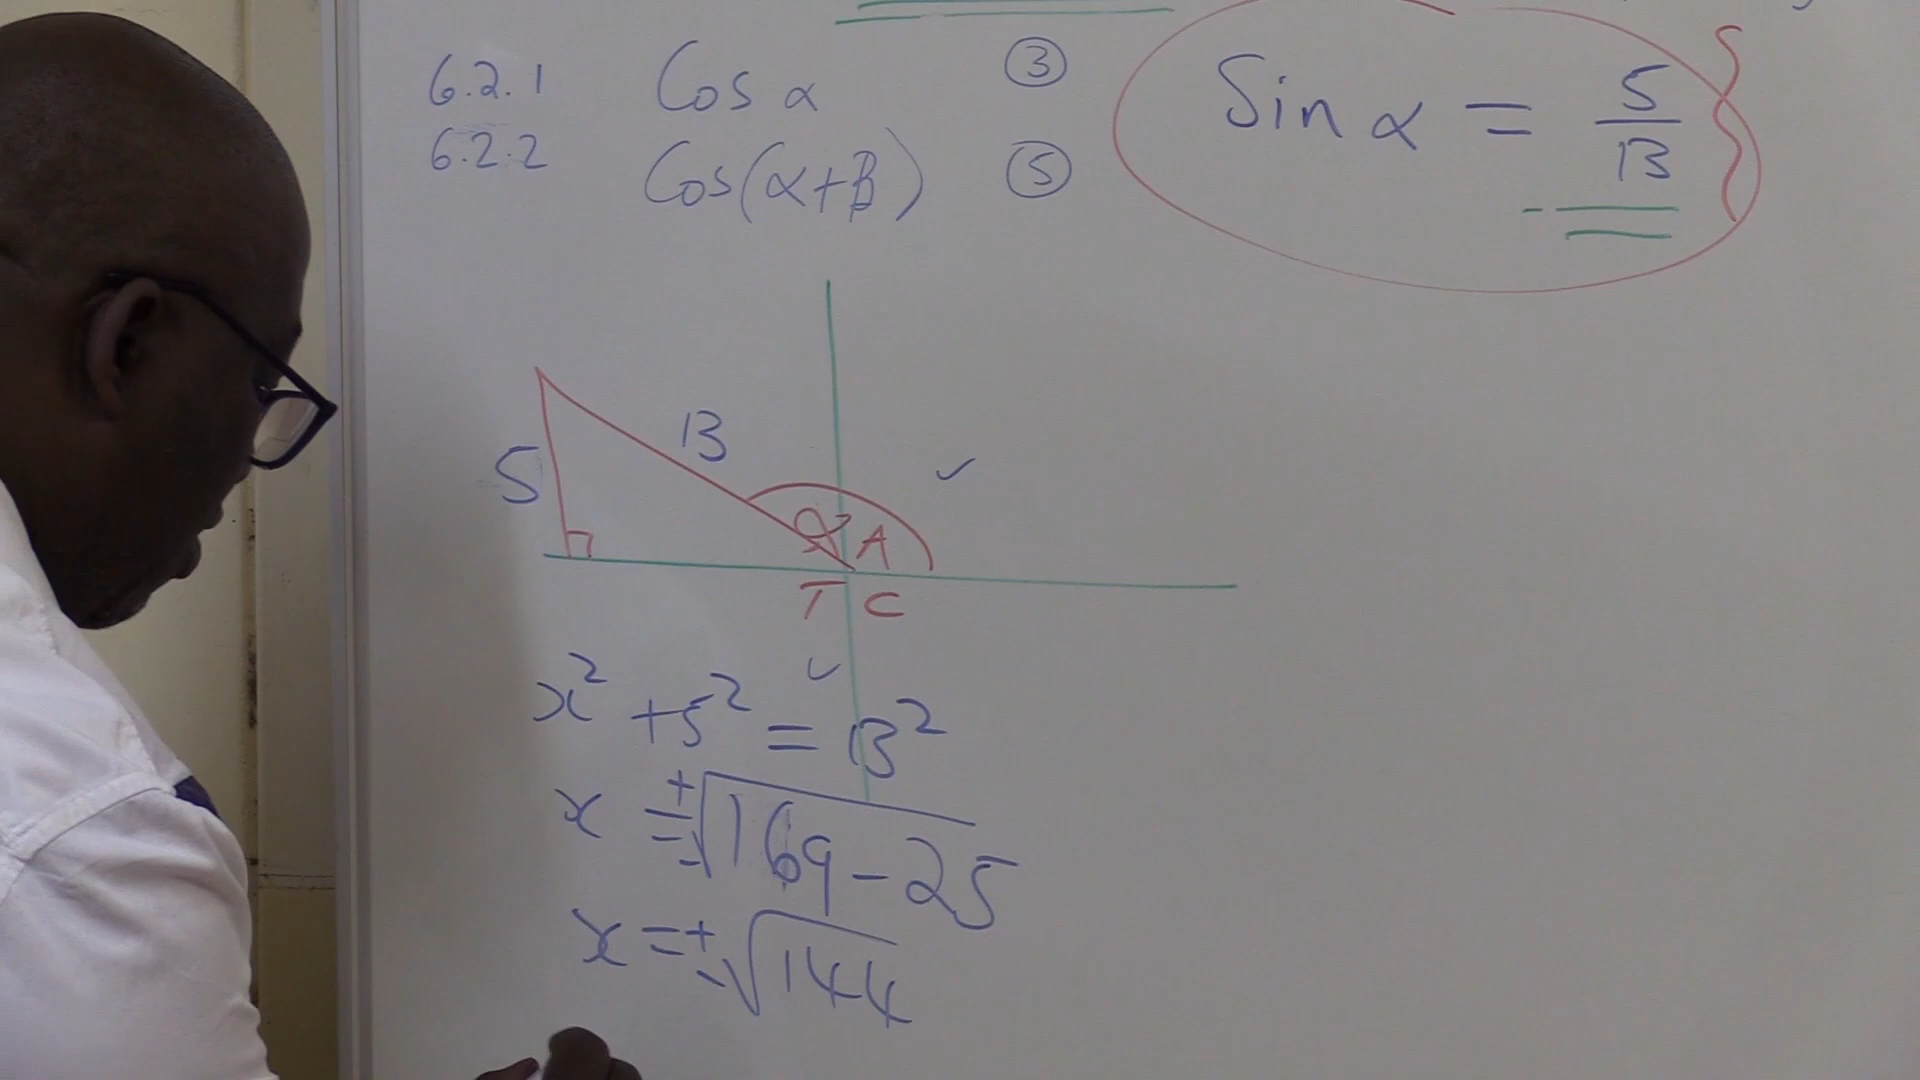 6.2.1 Cos α ③
6.2.2 Cos(α+B) ⑤
Sin α = 5/13
13
5
α A
T C
x² + 5² = 13²
x = ±√169 - 25
x = ±√144